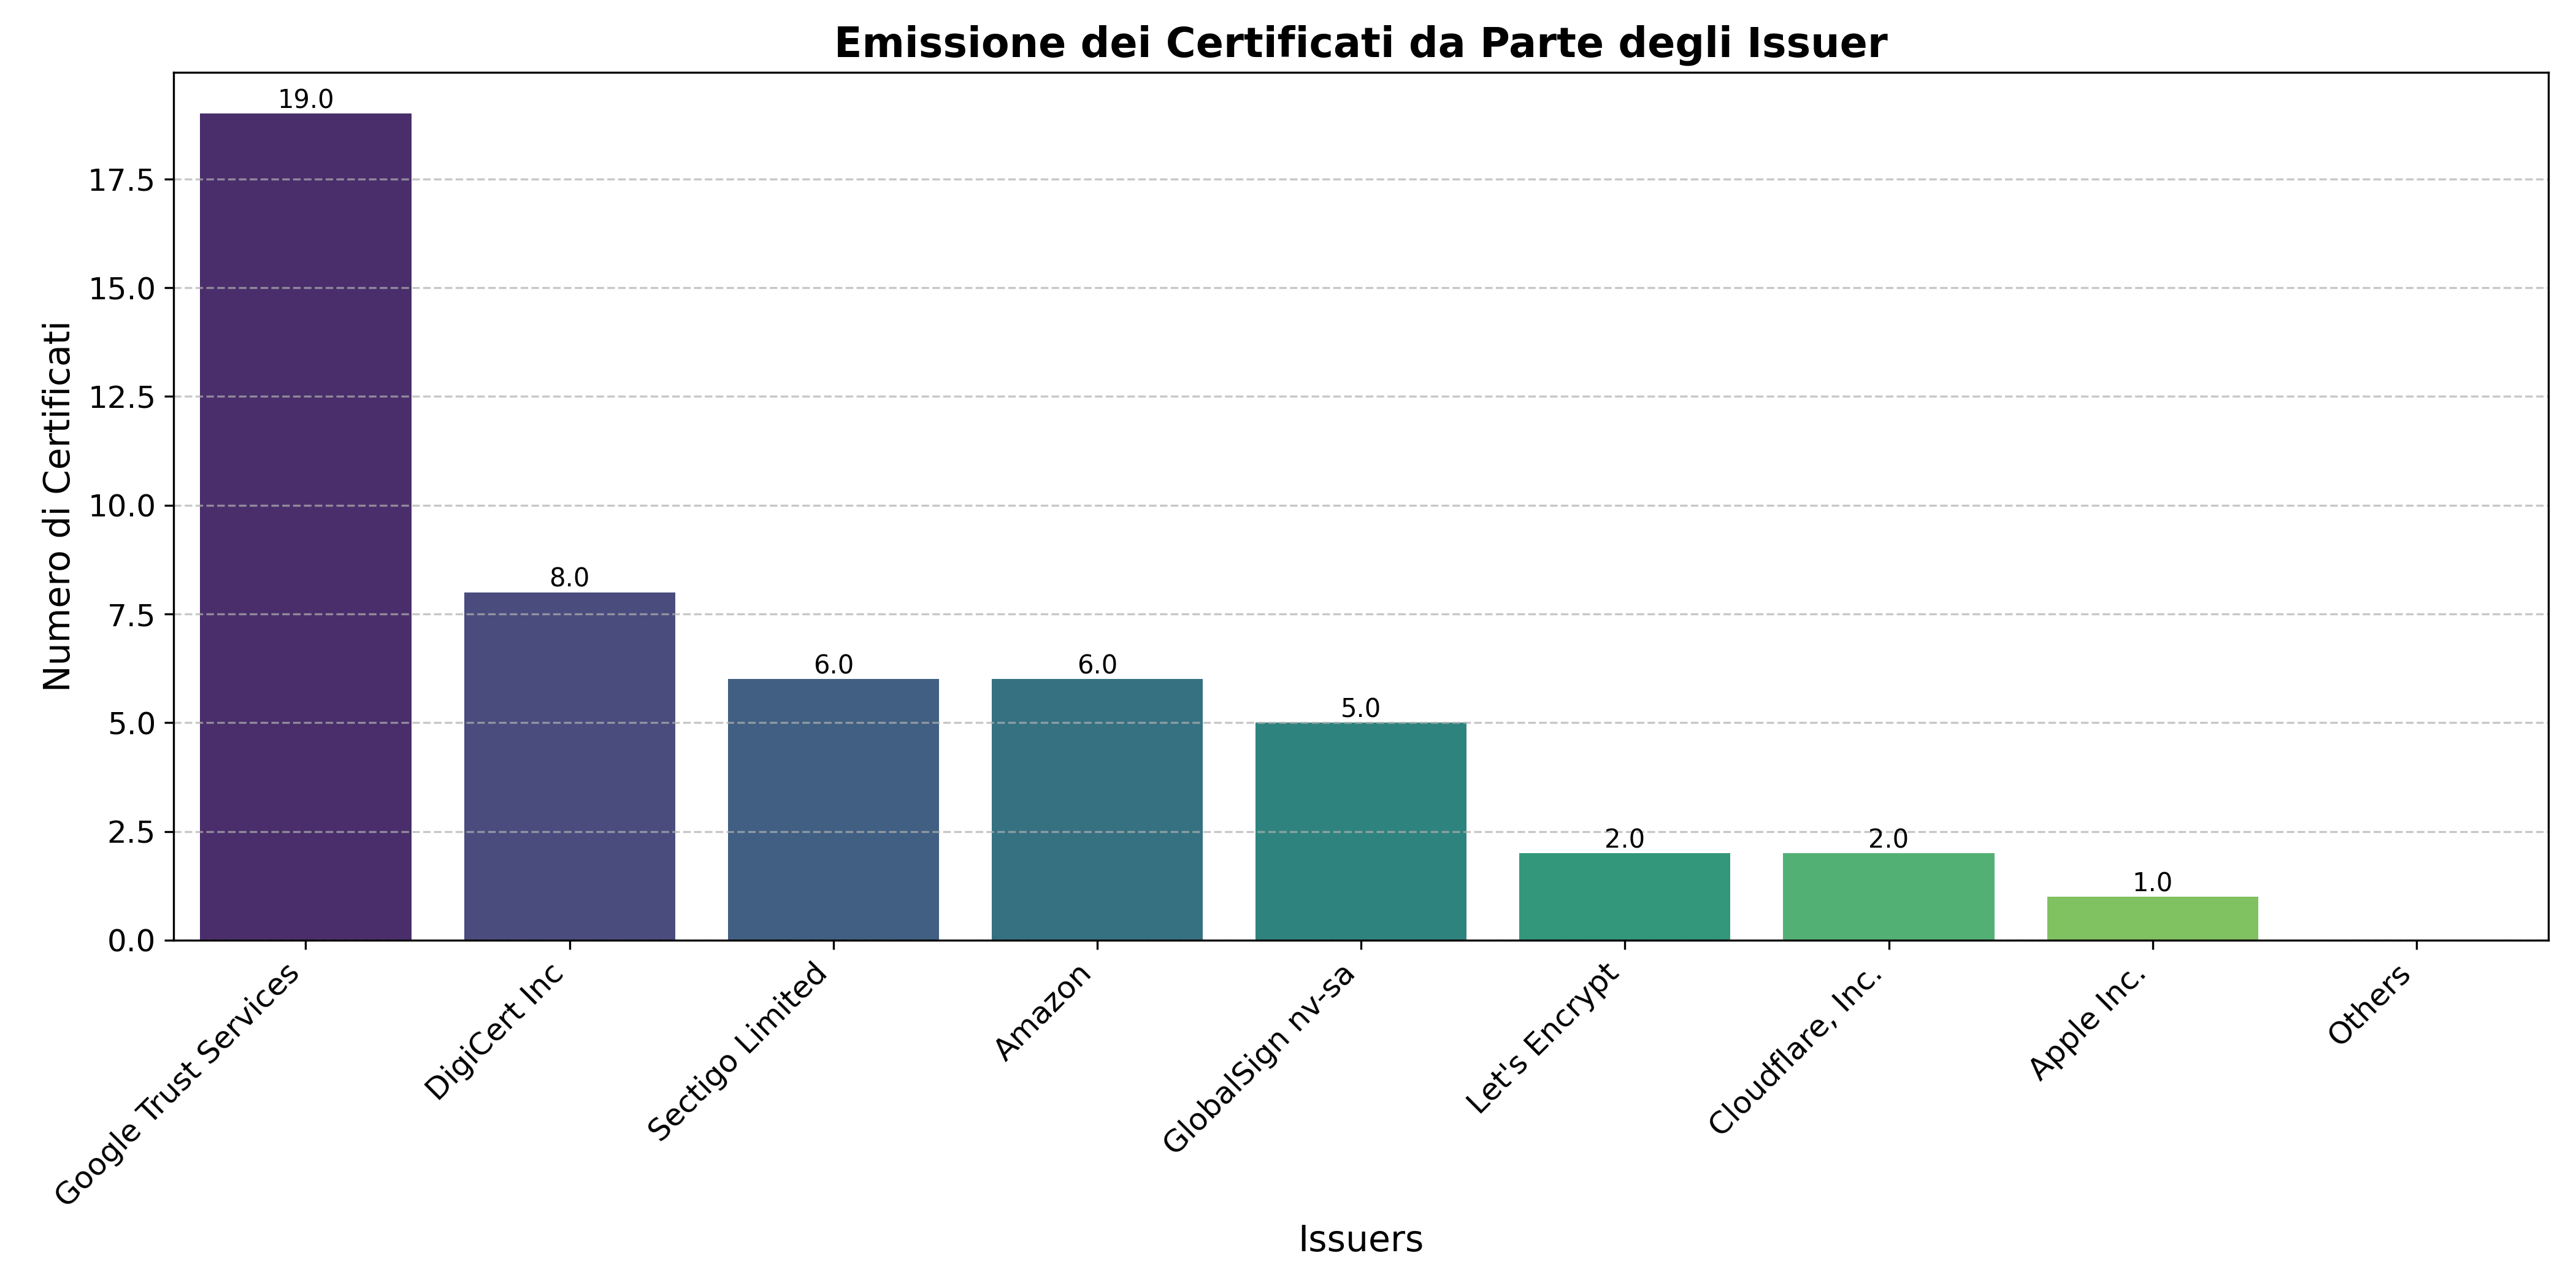 Emissione dei Certificati da Parte degli Issuer
Numero di Certificati
17.5
15.0
12.5
10.0
7.5
5.0
2.5
0.0
19.0
8.0
6.0
6.0
5.0
2.0
2.0
1.0
Google Trust Services
DigiCert Inc
Sectigo Limited
Amazon
GlobalSign nv-sa
Let's Encrypt
Cloudflare, Inc.
Apple Inc.
Others
Issuers